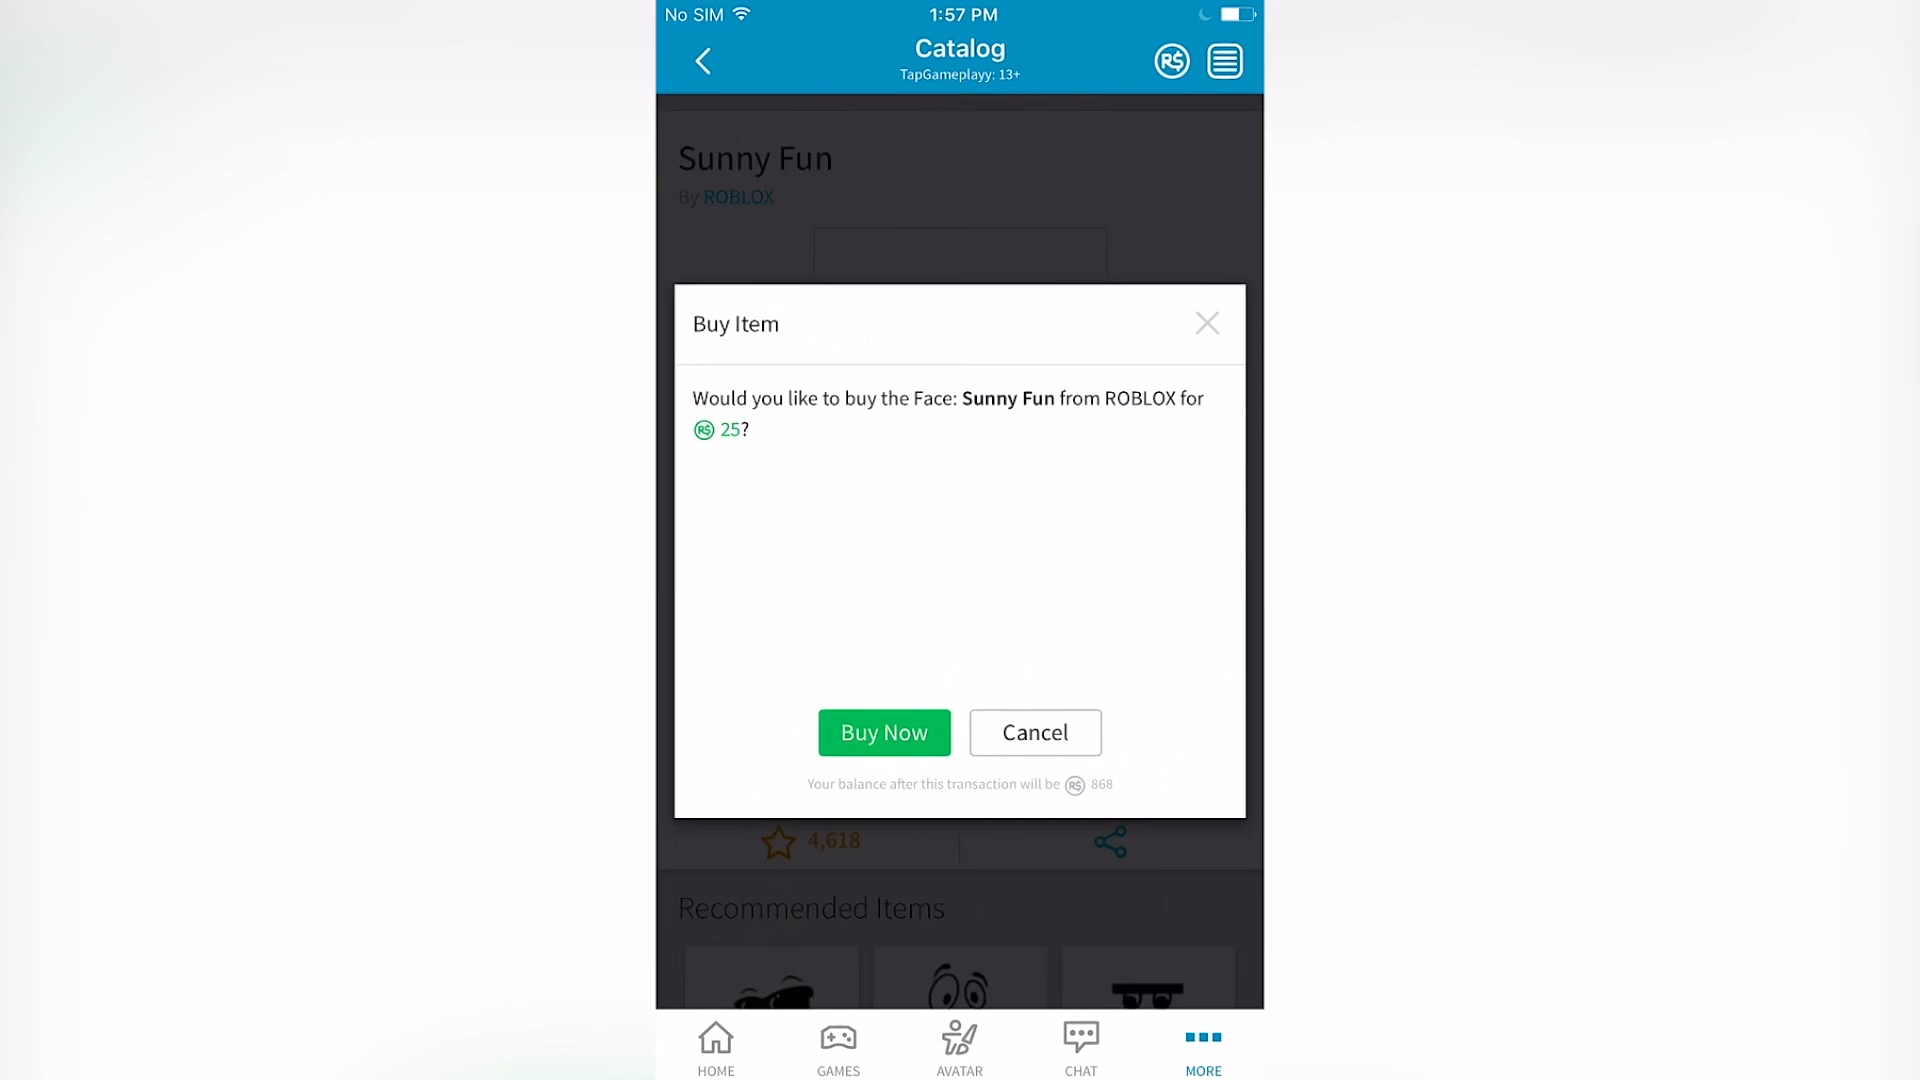 No SIM 1:57 PM
Catalog
TapGameplayy: 13+
Sunny Fun
By ROBLOX
Buy Item
Would you like to buy the Face: Sunny Fun from ROBLOX for
R$ 25?
Buy Now Cancel
Your balance after this transaction will be R$ 868
4,618
Recommended Items
HOME GAMES AVATAR CHAT MORE